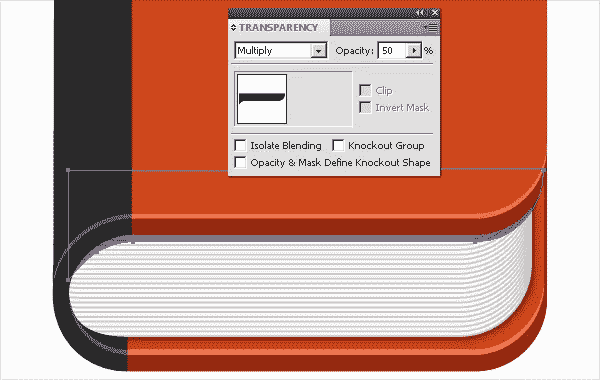 TRANSPARENCY
Multiply Opacity: 50 %
Clip
Invert Mask
Isolate Blending Knockout Group
Opacity & Mask Define Knockout Shape